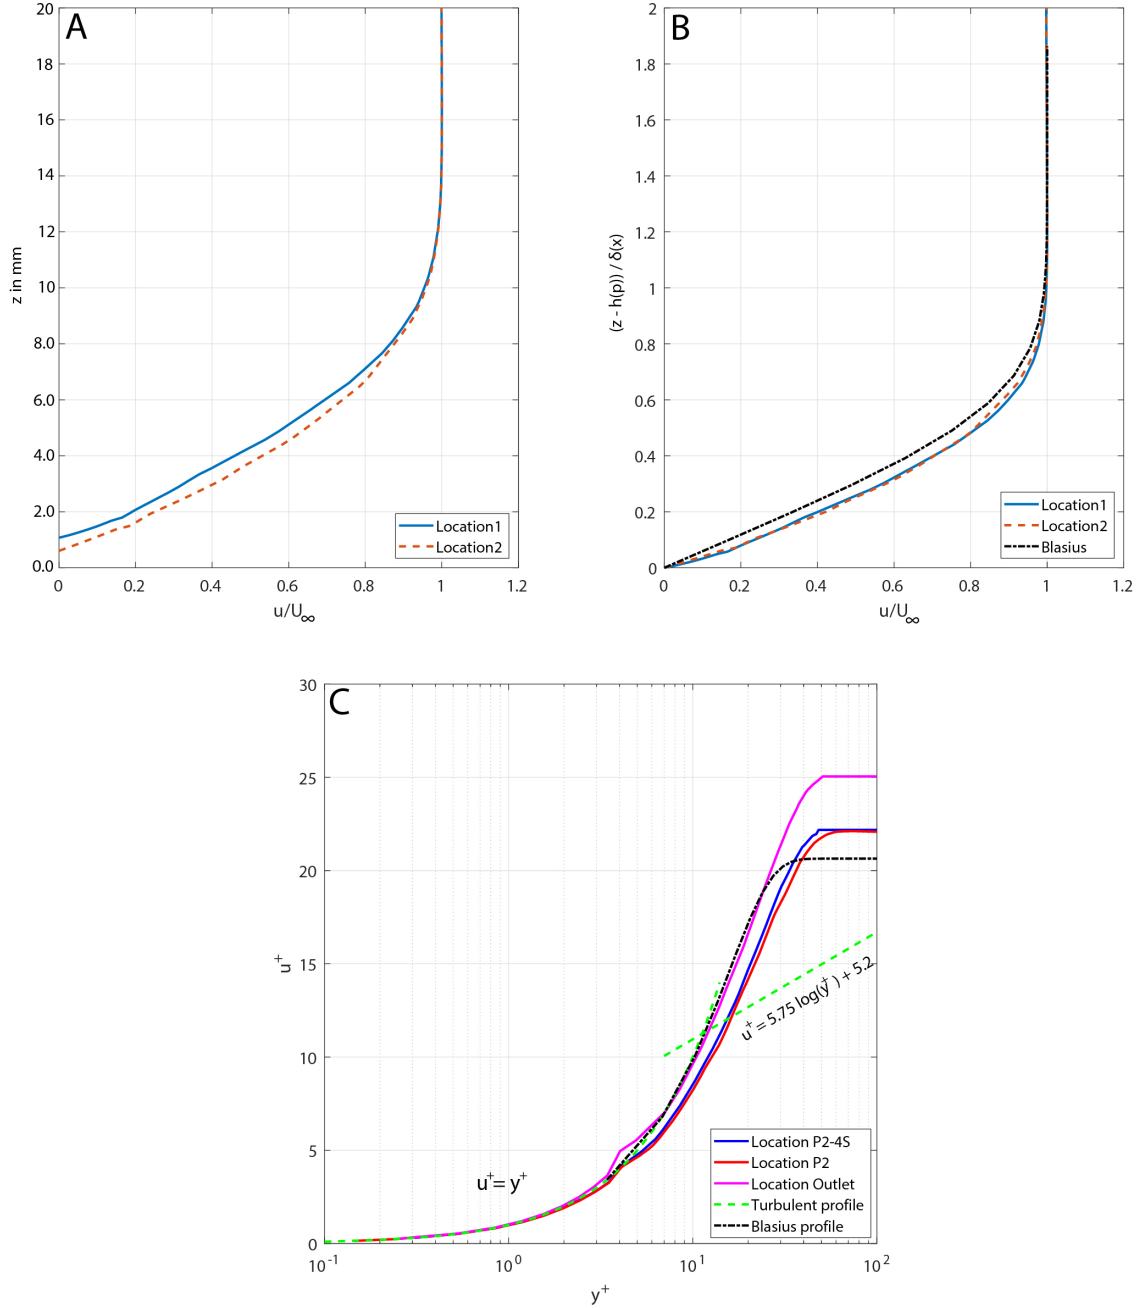 A
20
18
16
14
12
10
8.0
6.0
4.0
2.0
0.0
z in mm
0 0.2 0.4 0.6 0.8 1 1.2
u/U∞
Location1
Location2
B
2
1.8
1.6
1.4
1.2
1
0.8
0.6
0.4
0.2
0
(z - h(p)) / δ(x)
0 0.2 0.4 0.6 0.8 1 1.2
u/U∞
Location1
Location2
Blasius
C
30
25
20
15
10
5
0
u⁺
u⁺ = 5.75 log(y⁺) + 5.2
u⁺= y⁺
Location P2-4S
Location P2
Location Outlet
Turbulent profile
Blasius profile
10⁻¹ 10⁰ 10¹ 10²
y⁺